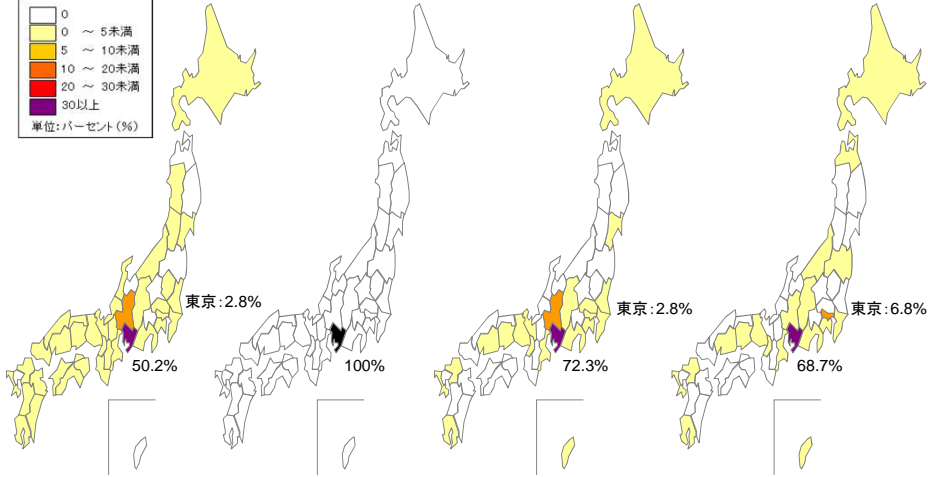 0
0 ～ 5未満
5 ～ 10未満
10 ～ 20未満
20 ～ 30未満
30以上
単位:パーセント(%)
東京:2.8%
50.2%
100%
東京:2.8%
72.3%
東京:6.8%
68.7%